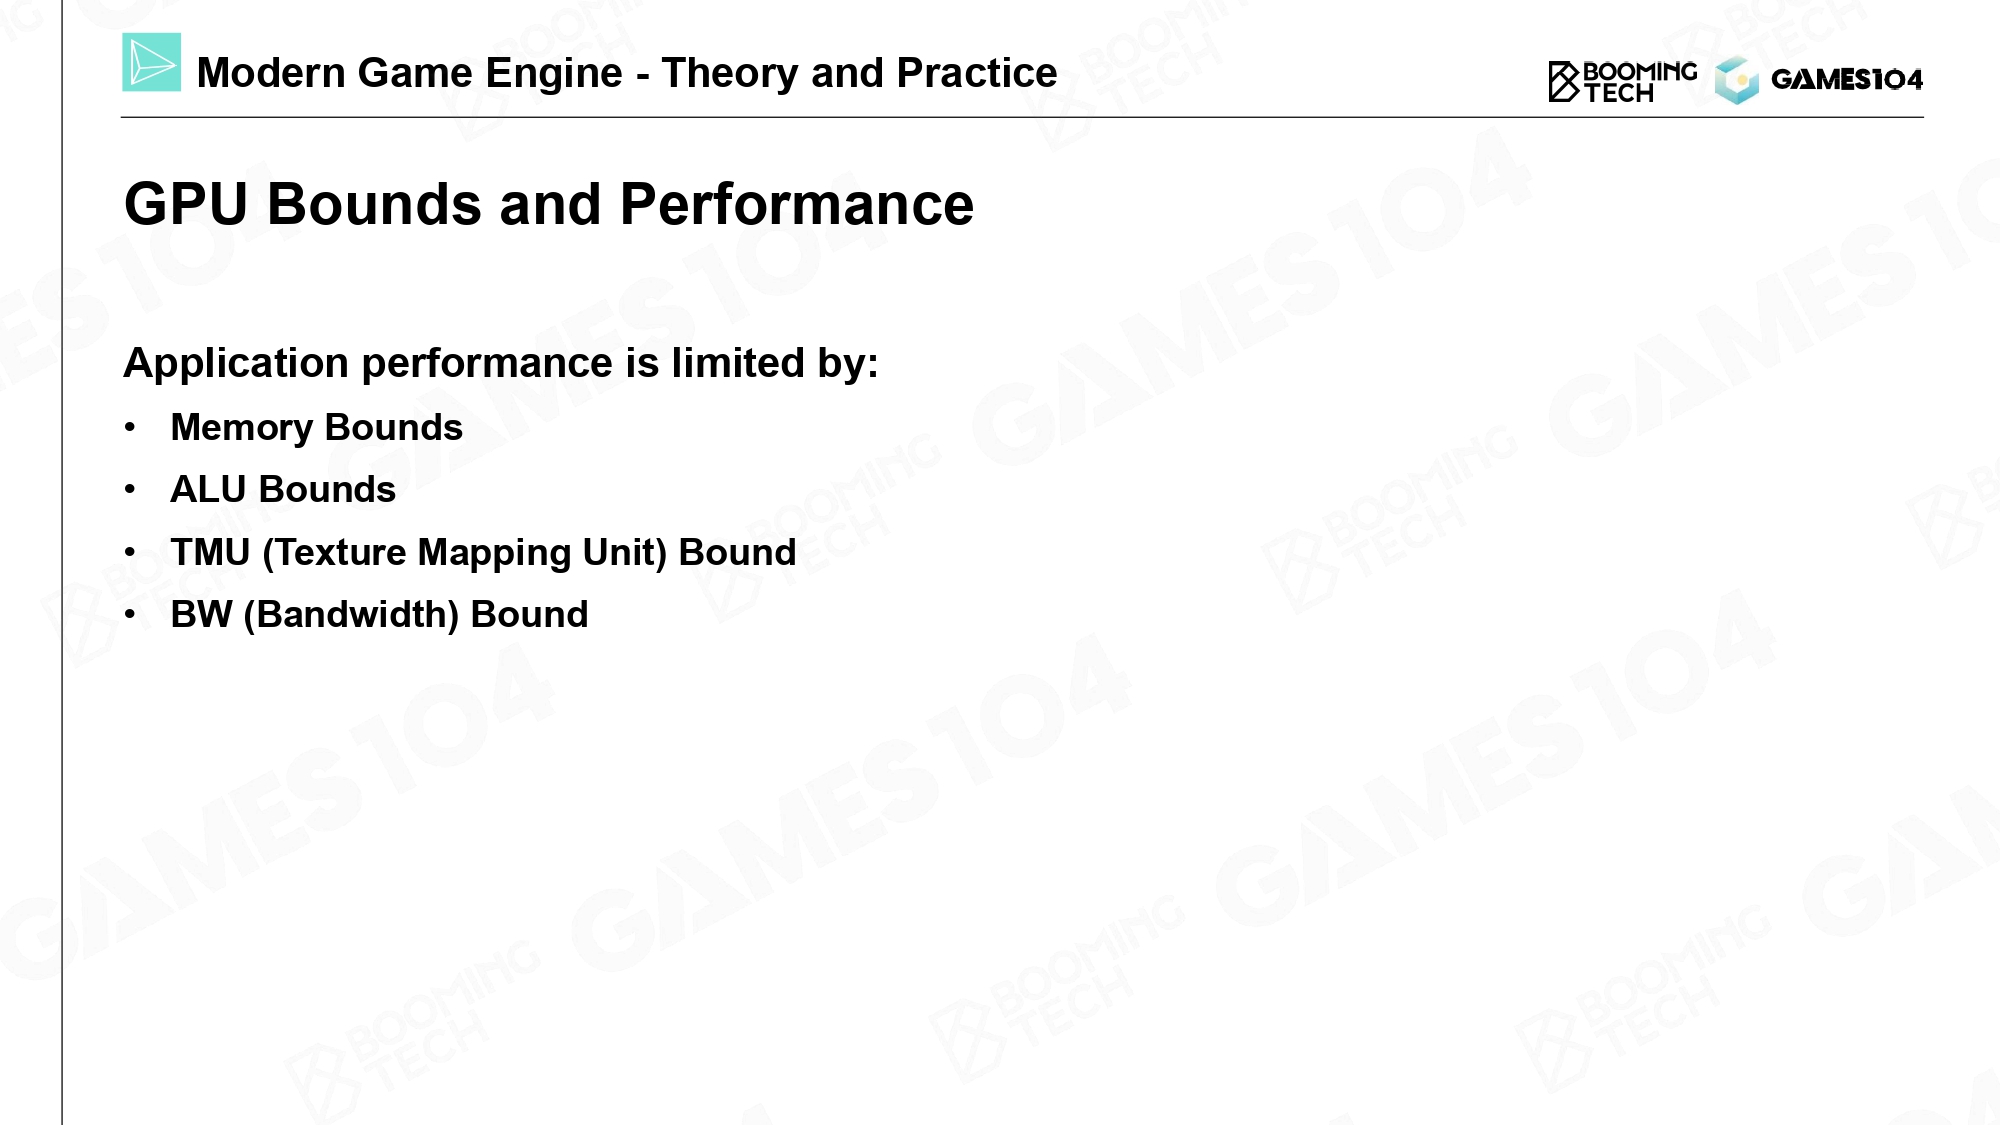 Modern Game Engine - Theory and Practice
BOOMING
TECH
GAMES104
GPU Bounds and Performance
Application performance is limited by:
• Memory Bounds
• ALU Bounds
• TMU (Texture Mapping Unit) Bound
• BW (Bandwidth) Bound